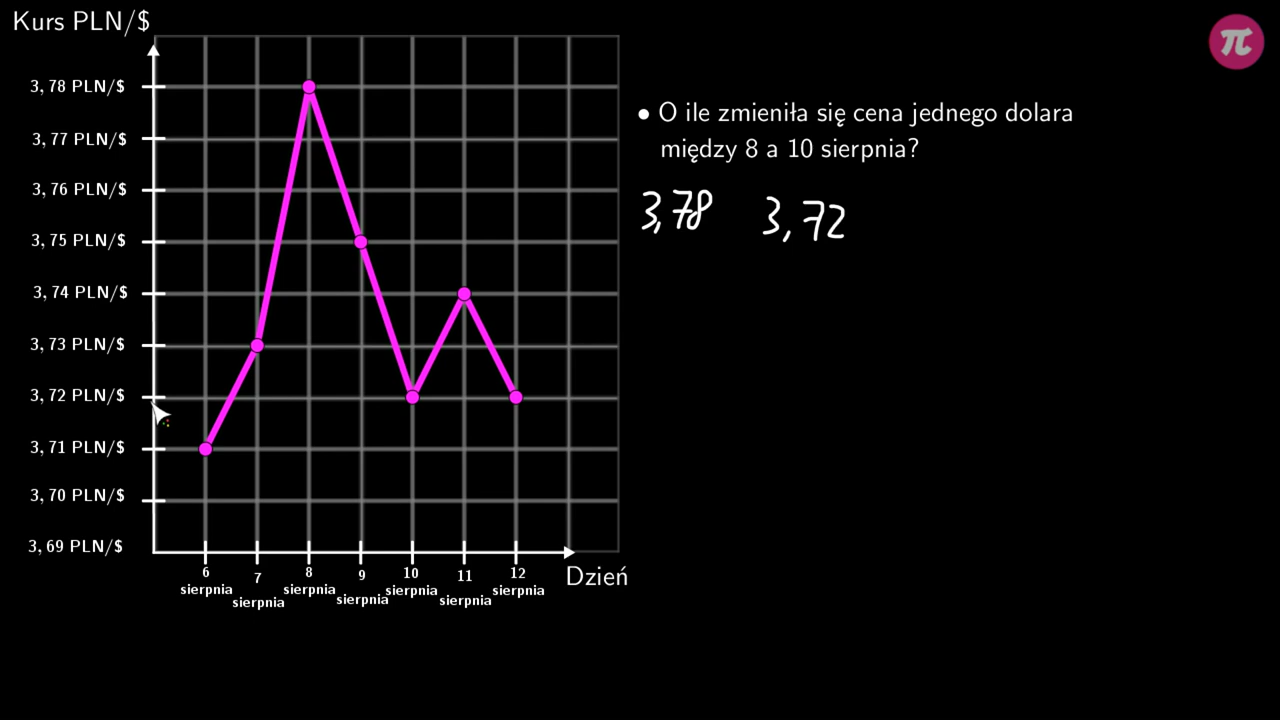 Kurs PLN/$
3, 78 PLN/$
3, 77 PLN/$
3, 76 PLN/$
3, 75 PLN/$
3, 74 PLN/$
3, 73 PLN/$
3, 72 PLN/$
3, 71 PLN/$
3, 70 PLN/$
3, 69 PLN/$
6 sierpnia
7 sierpnia
8 sierpnia
9 sierpnia
10 sierpnia
11 sierpnia
12 sierpnia
Dzień
• O ile zmieniła się cena jednego dolara
między 8 a 10 sierpnia?
3,78 3,72
π